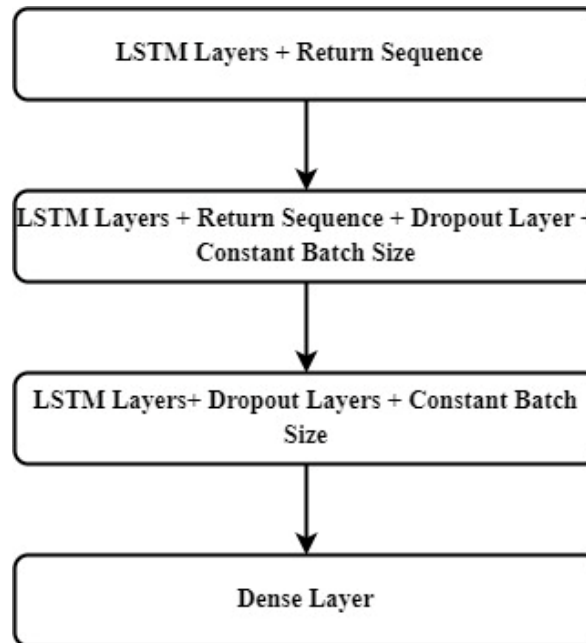 LSTM Layers + Return Sequence
LSTM Layers + Return Sequence + Dropout Layer +
Constant Batch Size
LSTM Layers+ Dropout Layers + Constant Batch
Size
Dense Layer